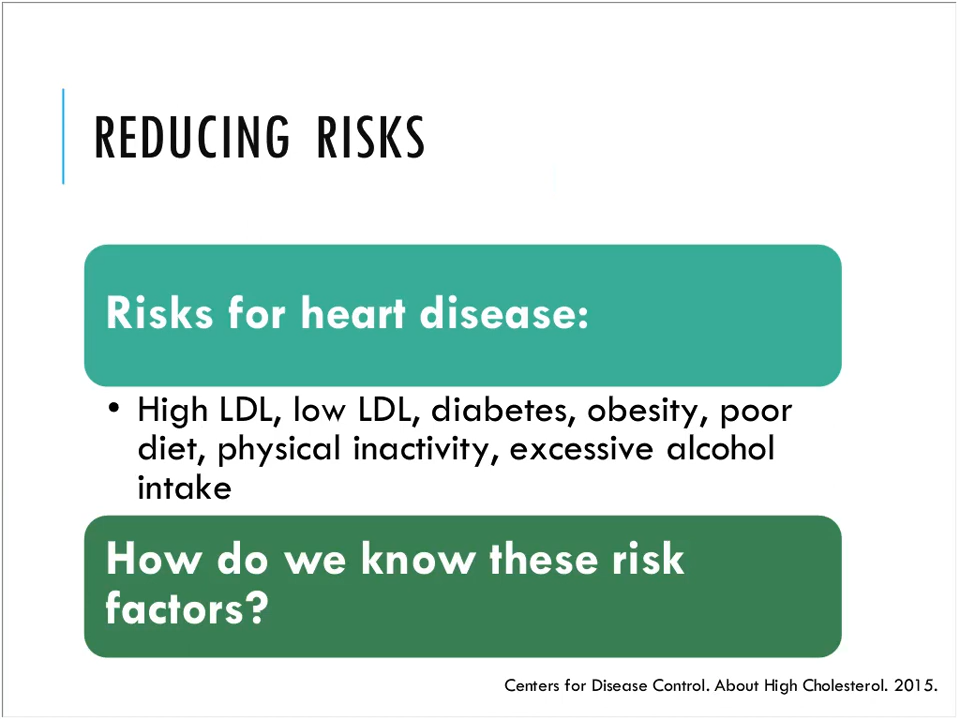 REDUCING RISKS
Risks for heart disease:
• High LDL, low LDL, diabetes, obesity, poor
diet, physical inactivity, excessive alcohol
intake
How do we know these risk
factors?
Centers for Disease Control. About High Cholesterol. 2015.